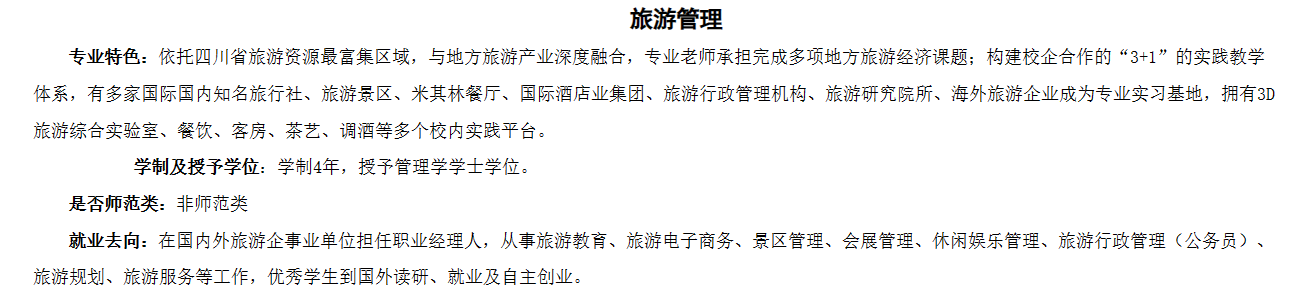 旅游管理
专业特色：依托四川省旅游资源最富集区域，与地方旅游产业深度融合，专业老师承担完成多项地方旅游经济课题；构建校企合作的“3+1”的实践教学
体系，有多家国际国内知名旅行社、旅游景区、米其林餐厅、国际酒店业集团、旅游行政管理机构、旅游研究院所、海外旅游企业成为专业实习基地，拥有3D
旅游综合实验室、餐饮、客房、茶艺、调酒等多个校内实践平台。
学制及授予学位：学制4年，授予管理学学士学位。
是否师范类：非师范类
就业去向：在国内外旅游企事业单位担任职业经理人，从事旅游教育、旅游电子商务、景区管理、会展管理、休闲娱乐管理、旅游行政管理（公务员）、
旅游规划、旅游服务等工作，优秀学生到国外读研、就业及自主创业。